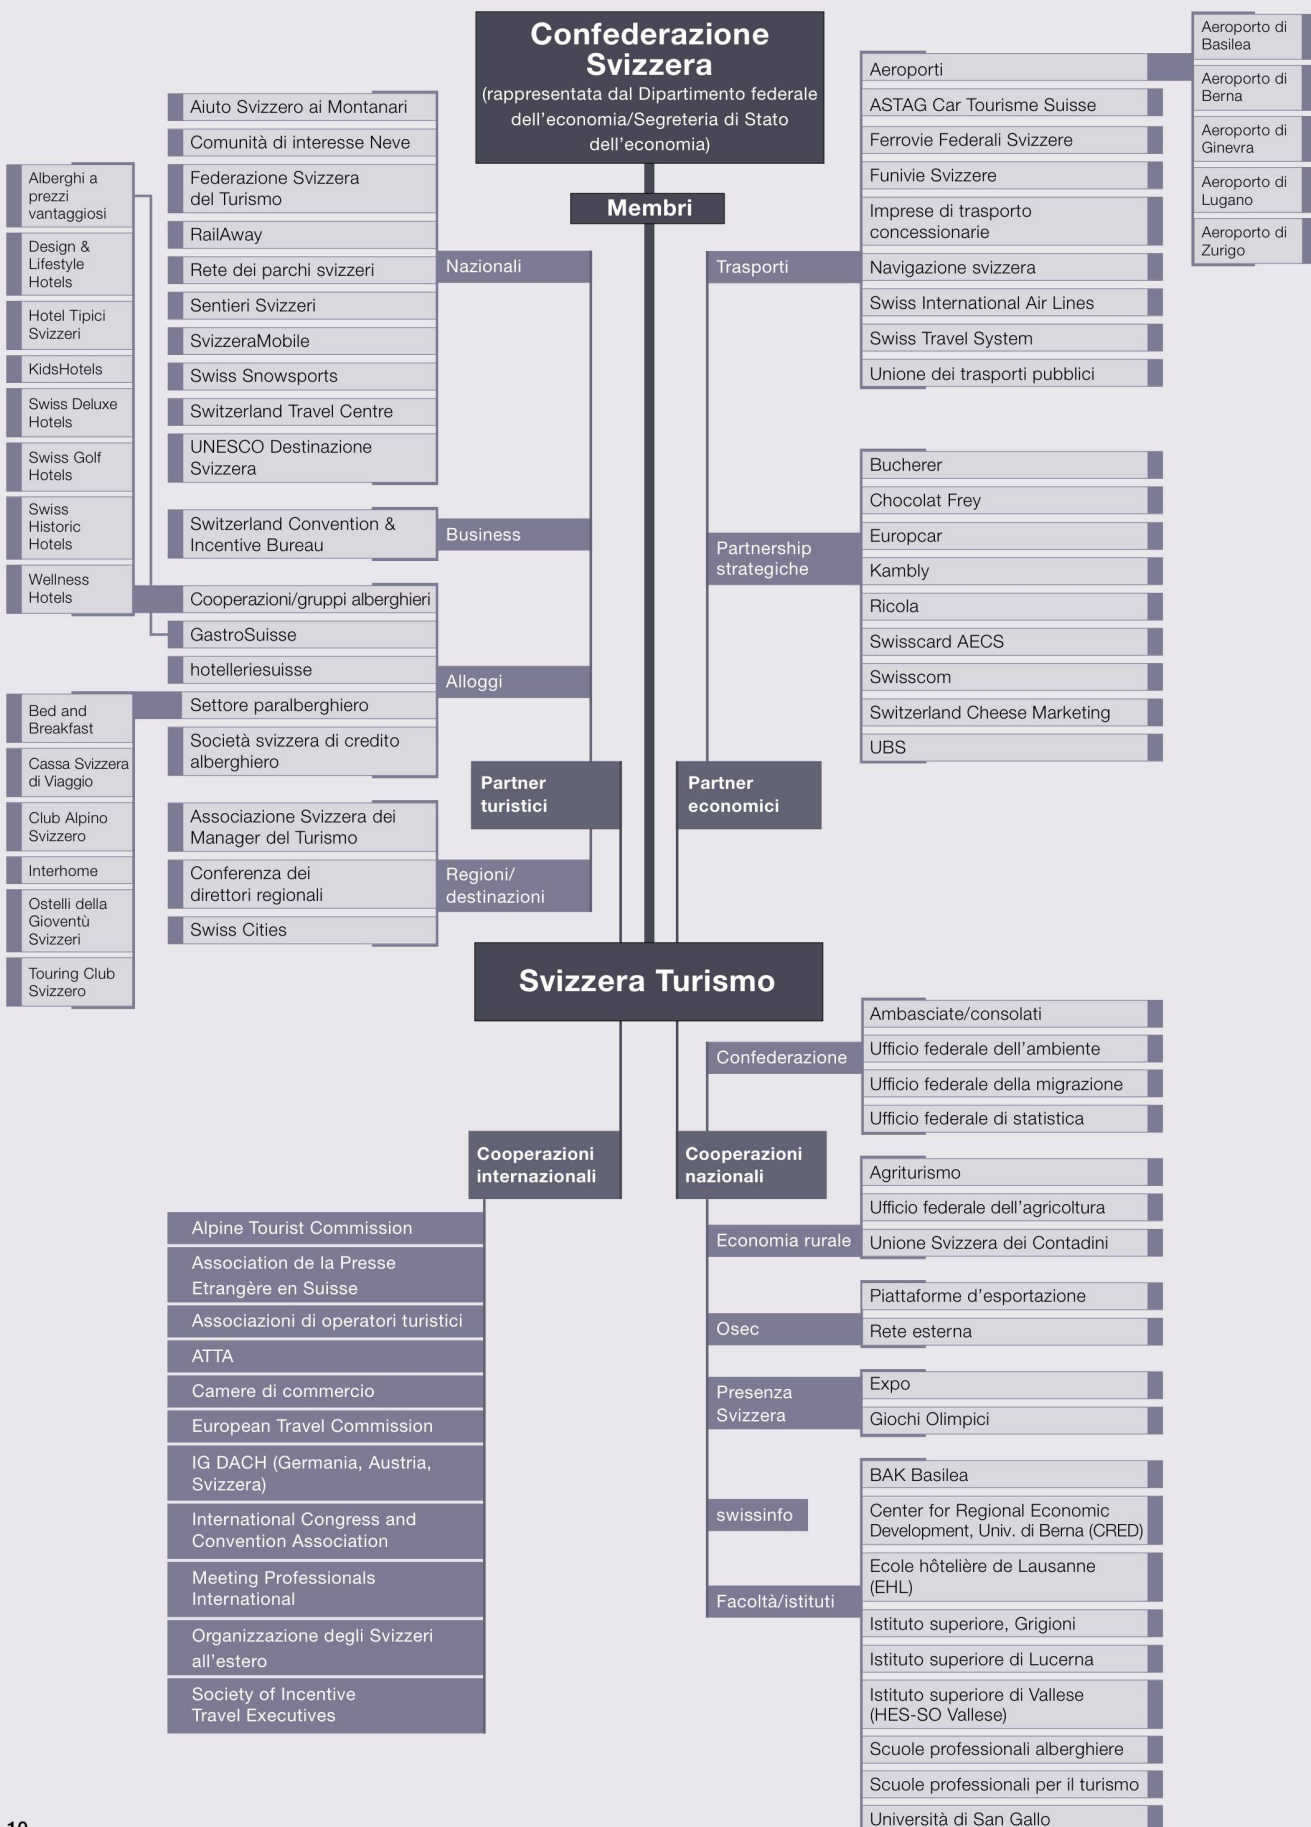 Confederazione
Svizzera
(rappresentata dal Dipartimento federale
dell'economia/Segreteria di Stato
dell'economia)
Membri
Nazionali
Aiuto Svizzero ai Montanari
Comunità di interesse Neve
Federazione Svizzera
del Turismo
RailAway
Rete dei parchi svizzeri
Sentieri Svizzeri
SvizzeraMobile
Swiss Snowsports
Switzerland Travel Centre
UNESCO Destinazione
Svizzera
Business
Switzerland Convention &
Incentive Bureau
Alloggi
Cooperazioni/gruppi alberghieri
GastroSuisse
hotelleriesuisse
Settore paralberghiero
Società svizzera di credito
alberghiero
Alberghi a
prezzi
vantaggiosi
Design &
Lifestyle
Hotels
Hotel Tipici
Svizzeri
KidsHotels
Swiss Deluxe
Hotels
Swiss Golf
Hotels
Swiss
Historic
Hotels
Wellness
Hotels
Bed and
Breakfast
Cassa Svizzera
di Viaggio
Club Alpino
Svizzero
Interhome
Ostelli della
Gioventù
Svizzeri
Touring Club
Svizzero
Partner
turistici
Regioni/
destinazioni
Associazione Svizzera dei
Manager del Turismo
Conferenza dei
direttori regionali
Swiss Cities
Trasporti
Aeroporti
ASTAG Car Tourisme Suisse
Ferrovie Federali Svizzere
Funivie Svizzere
Imprese di trasporto
concessionarie
Navigazione svizzera
Swiss International Air Lines
Swiss Travel System
Unione dei trasporti pubblici
Aeroporto di
Basilea
Aeroporto di
Berna
Aeroporto di
Ginevra
Aeroporto di
Lugano
Aeroporto di
Zurigo
Partnership
strategiche
Bucherer
Chocolat Frey
Europcar
Kambly
Ricola
Swisscard AECS
Swisscom
Switzerland Cheese Marketing
UBS
Partner
economici
Svizzera Turismo
Cooperazioni
internazionali
Alpine Tourist Commission
Association de la Presse
Etrangère en Suisse
Associazioni di operatori turistici
ATTA
Camere di commercio
European Travel Commission
IG DACH (Germania, Austria,
Svizzera)
International Congress and
Convention Association
Meeting Professionals
International
Organizzazione degli Svizzeri
all'estero
Society of Incentive
Travel Executives
Cooperazioni
nazionali
Confederazione
Ambasciate/consolati
Ufficio federale dell'ambiente
Ufficio federale della migrazione
Ufficio federale di statistica
Economia rurale
Agriturismo
Ufficio federale dell'agricoltura
Unione Svizzera dei Contadini
Osec
Piattaforme d'esportazione
Rete esterna
Presenza
Svizzera
Expo
Giochi Olimpici
swissinfo
Facoltà/istituti
BAK Basilea
Center for Regional Economic
Development, Univ. di Berna (CRED)
Ecole hôtelière de Lausanne
(EHL)
Istituto superiore, Grigioni
Istituto superiore di Lucerna
Istituto superiore di Vallese
(HES-SO Vallese)
Scuole professionali alberghiere
Scuole professionali per il turismo
Università di San Gallo